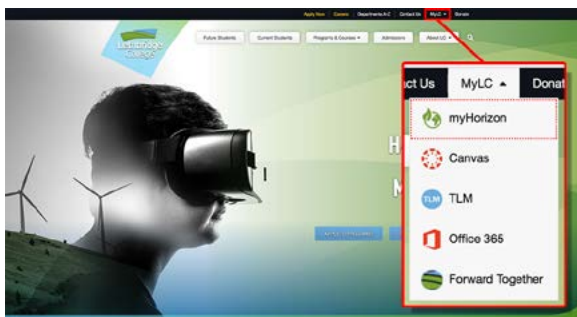 Apply Now Careers Departments A-Z Contact Us MyLC Donate
Lethbridge College
Future Students Current Students Programs & Courses Admissions About LC
ct Us MyLC Donat
myHorizon
Canvas
TLM TLM
Office 365
Forward Together
H
M